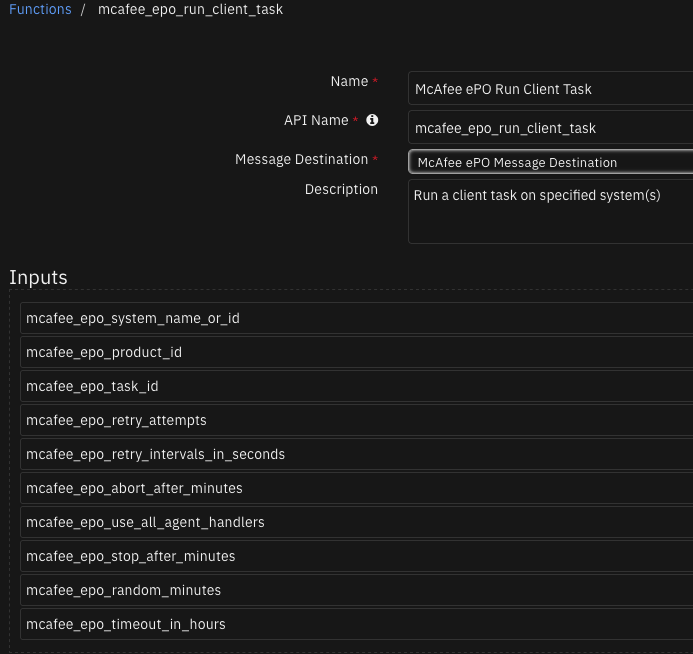 Functions / mcafee_epo_run_client_task
Name * McAfee ePO Run Client Task
API Name * mcafee_epo_run_client_task
Message Destination * McAfee ePO Message Destination
Description Run a client task on specified system(s)
Inputs
mcafee_epo_system_name_or_id
mcafee_epo_product_id
mcafee_epo_task_id
mcafee_epo_retry_attempts
mcafee_epo_retry_intervals_in_seconds
mcafee_epo_abort_after_minutes
mcafee_epo_use_all_agent_handlers
mcafee_epo_stop_after_minutes
mcafee_epo_random_minutes
mcafee_epo_timeout_in_hours